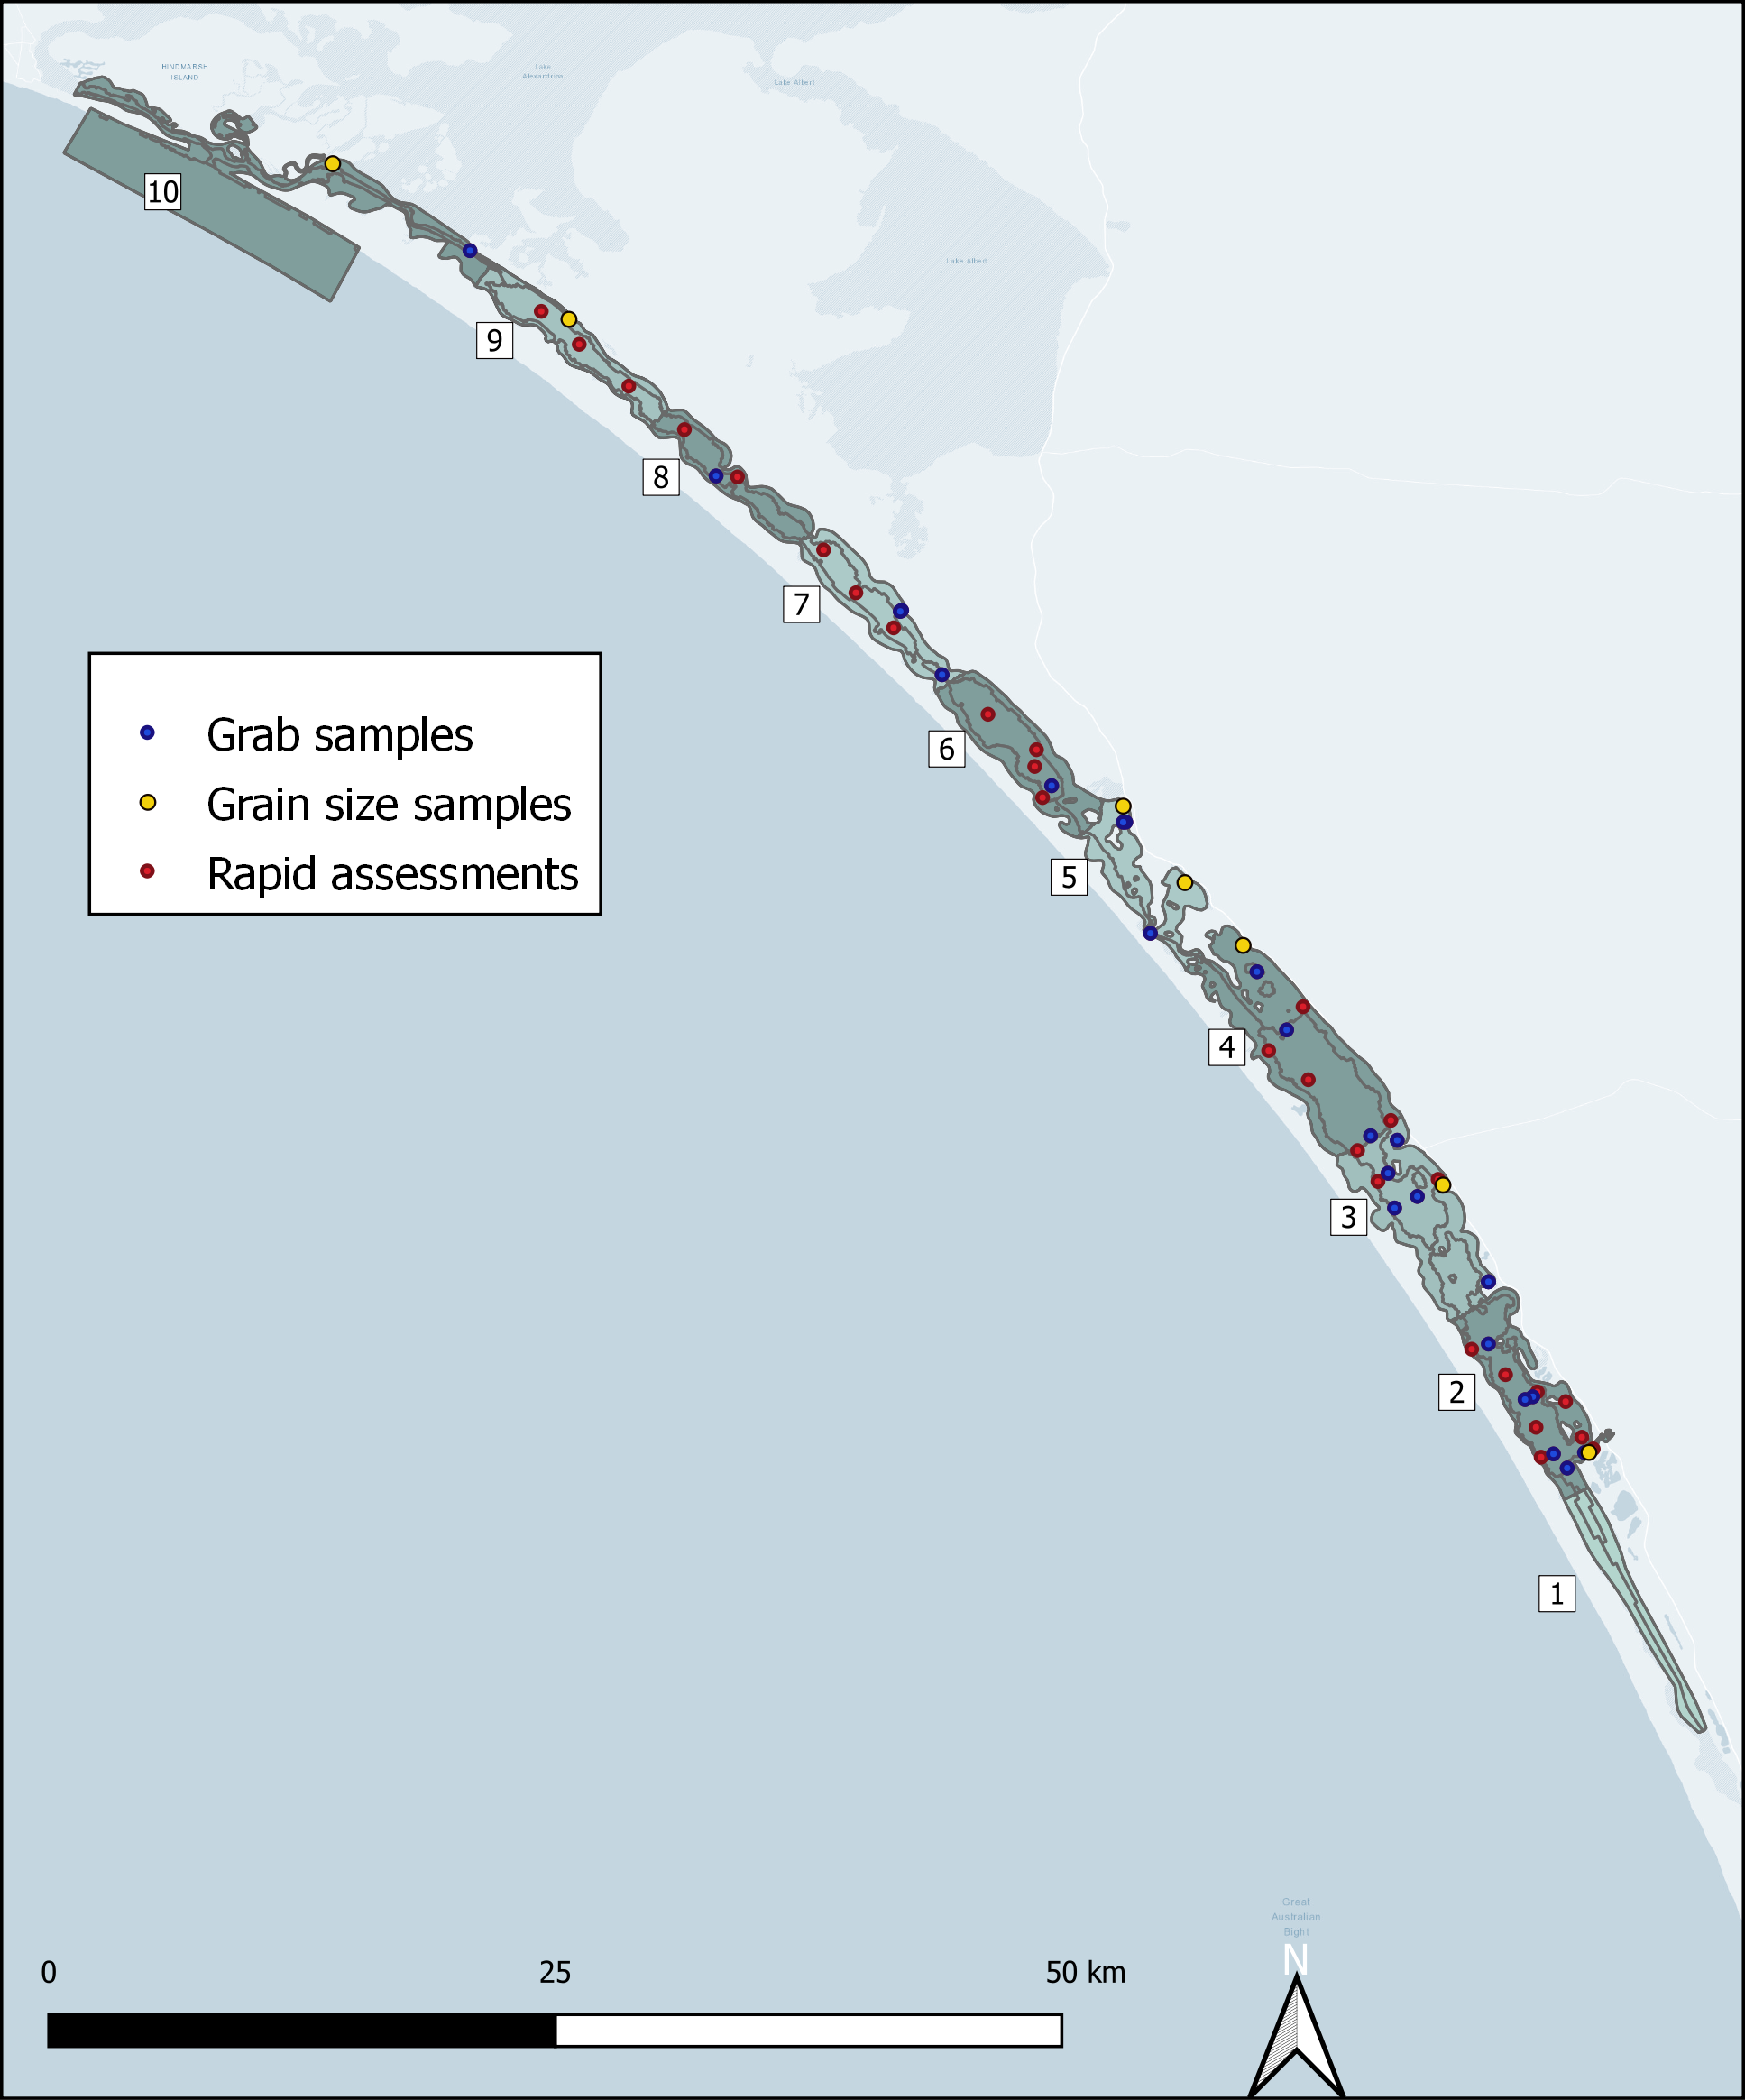 HINDMARSH
ISLAND
Lake
Alexandrina
Lake Albert
10
Lake Albert
9
8
7
Grab samples
Grain size samples
Rapid assessments
6
5
4
3
2
1
Great
Australian
Bight
N
0 25 50 km